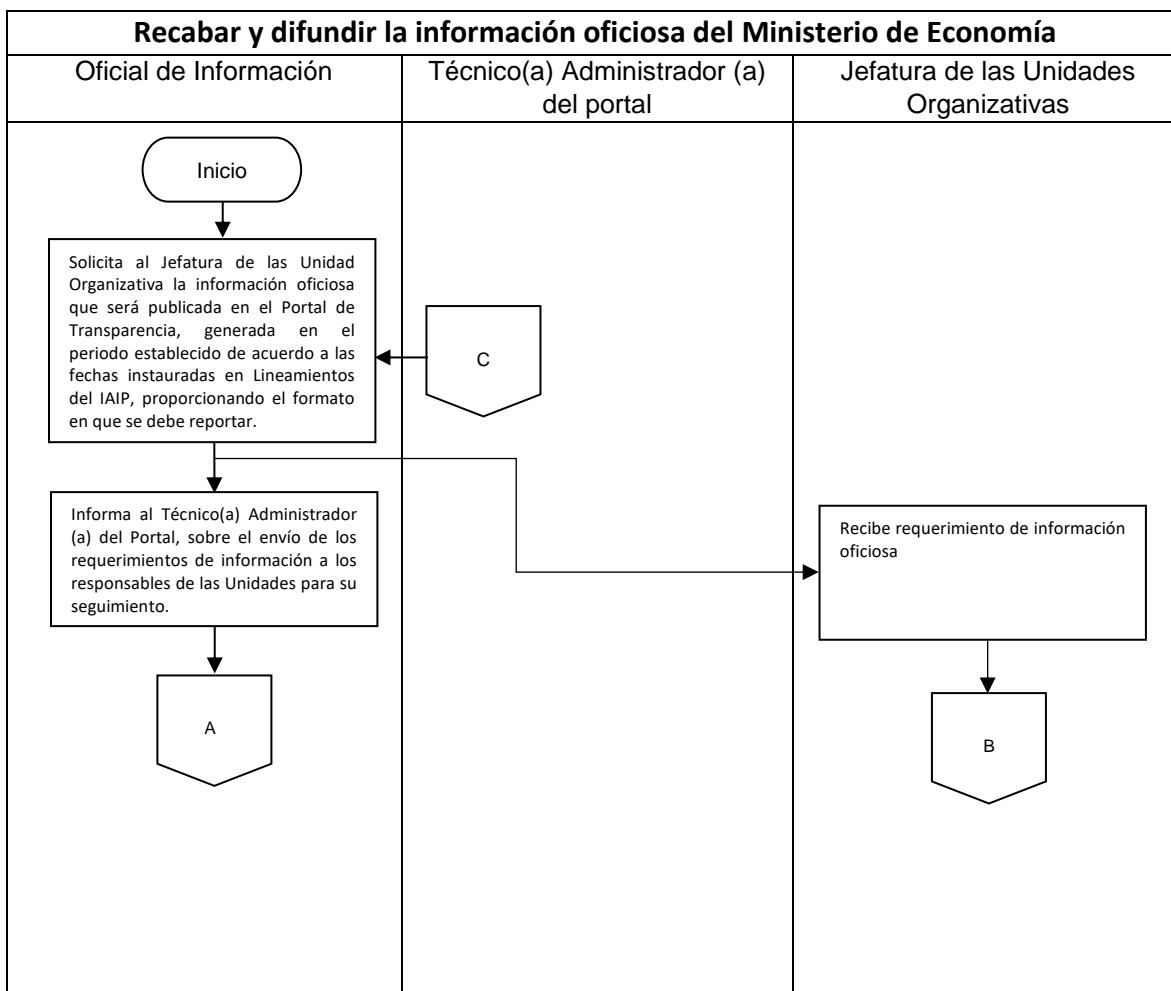 Recabar y difundir la información oficiosa del Ministerio de Economía
Oficial de Información
Técnico(a) Administrador (a)
del portal
Jefatura de las Unidades
Organizativas
Inicio
Solicita al Jefatura de las Unidad
Organizativa la información oficiosa
que será publicada en el Portal de
Transparencia, generada en el
periodo establecido de acuerdo a las
fechas instauradas en Lineamientos
del IAIP, proporcionando el formato
en que se debe reportar.
C
Informa al Técnico(a) Administrador
(a) del Portal, sobre el envío de los
requerimientos de información a los
responsables de las Unidades para su
seguimiento.
Recibe requerimiento de información
oficiosa
A
B